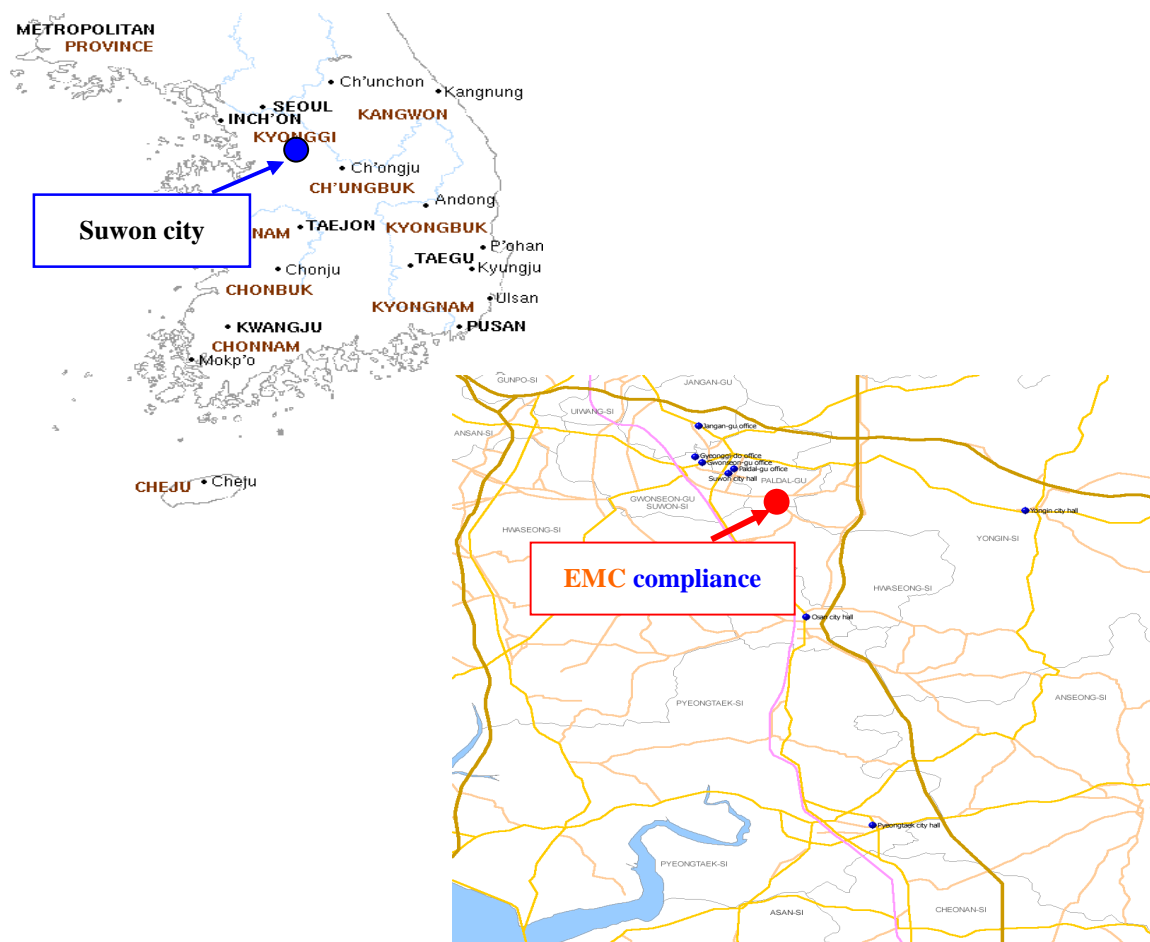 METROPOLITAN
PROVINCE
Ch'unchon
Kangnung
SEOUL
KANGWON
INCH'ON
KYONGGI
Ch'ongju
CH'UNGBUK
Andong
Suwon city
NAM
TAEJON
KYONGBUK
P'ohan
TAEGU
Kyungju
Chonju
CHONBUK
Ulsan
KYONGNAM
KWANGJU
PUSAN
CHONNAM
Mokp'o
CHEJU
Cheju
GUNPO-SI
JANGAN-GU
UIWANG-SI
Jangan-gu office
ANSAN-SI
Gyeonggi-do office
Gwonseon-gu office
Paldal-gu office
Suwon city hall
PALDAL-GU
GWONSEON-GU
SUWON-SI
Yongin city hall
HWASEONG-SI
YONGIN-SI
EMC compliance
HWASEONG-SI
Osan city hall
ANSEONG-SI
PYEONGTAEK-SI
Pyeongtaek city hall
PYEONGTAEK-SI
ASAN-SI
CHEONAN-SI